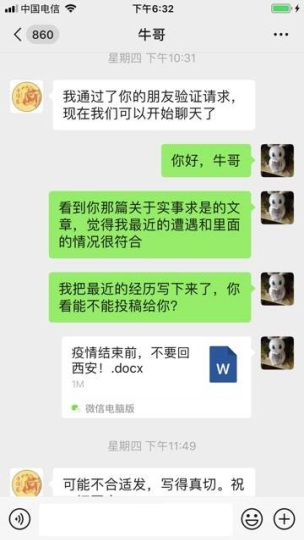 中国电信 下午6:32
860 牛哥
星期四 下午10:31
我通过了你的朋友验证请求，
现在我们可以开始聊天了
你好，牛哥
看到你那篇关于实事求是的文
章，觉得我最近的遭遇和里面
的情况很符合
我把最近的经历写下来了，你
看能不能投稿给你？
疫情结束前，不要回
西安！.docx
W
1M
微信电脑版
星期四 下午11:49
可能不合适发，写得真切。祝